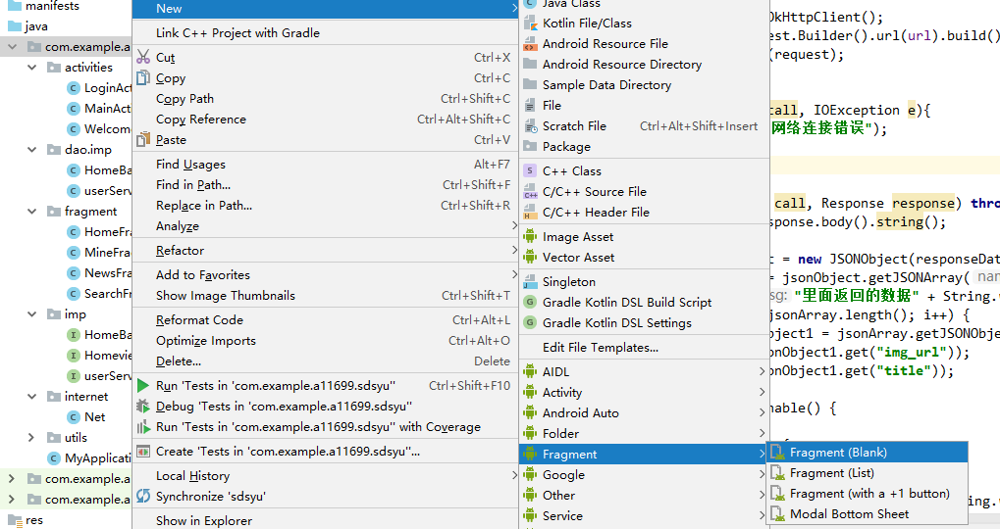 manifests
java
com.example.a
activities
LoginAct
MainAct
Welcome
dao.imp
HomeBa
userServ
fragment
HomeFra
MineFra
NewsFra
SearchFr
imp
HomeBa
Homevie
userServ
internet
Net
utils
MyApplicati
com.example.a
com.example.a
res
New
Link C++ Project with Gradle
Cut Ctrl+X
Copy Ctrl+C
Copy Path Ctrl+Shift+C
Copy Reference Ctrl+Alt+Shift+C
Paste Ctrl+V
Find Usages Alt+F7
Find in Path... Ctrl+Shift+F
Replace in Path... Ctrl+Shift+R
Analyze
Refactor
Add to Favorites
Show Image Thumbnails Ctrl+Shift+T
Reformat Code Ctrl+Alt+L
Optimize Imports Ctrl+Alt+O
Delete... Delete
Run 'Tests in 'com.example.a11699.sdsyu'' Ctrl+Shift+F10
Debug 'Tests in 'com.example.a11699.sdsyu''
Run 'Tests in 'com.example.a11699.sdsyu'' with Coverage
Create 'Tests in 'com.example.a11699.sdsyu''...
Local History
Synchronize 'sdsyu'
Show in Explorer
Java Class
Kotlin File/Class
Android Resource File
Android Resource Directory
Sample Data Directory
File
Scratch File Ctrl+Alt+Shift+Insert
Package
C++ Class
C/C++ Source File
C/C++ Header File
Image Asset
Vector Asset
Singleton
Gradle Kotlin DSL Build Script
Gradle Kotlin DSL Settings
Edit File Templates...
AIDL
Activity
Android Auto
Folder
Fragment
Google
Other
Service
Fragment (Blank)
Fragment (List)
Fragment (with a +1 button)
Modal Bottom Sheet
OkHttpClient();
est.Builder().url(url).build()
(request);
call, IOException e){
网络连接错误");
call, Response response) thro
sponse.body().string();
t = new JSONObject(responseDat
= jsonObject.getJSONArray( nam
sg: "里面返回的数据" + String.v
jsonArray.length(); i++) {
bject1 = jsonArray.getJSONObje
onObject1.get("img_url"));
onObject1.get("title"));
nable() {